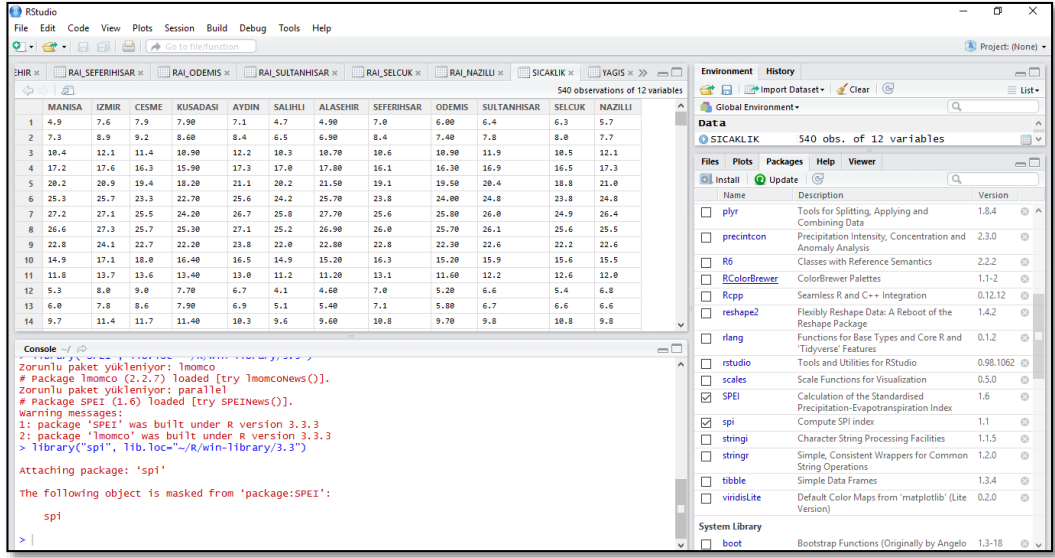 RStudio
File Edit Code View Plots Session Build Debug Tools Help
Go to file/function
Project: (None)
EHIR × RAI_SEFERIHISAR × RAI_ODEMIS × RAI_SULTANHISAR × RAI_SELCUK × RAI_NAZILLI × SICAKLIK × YAGIS ×
540 observations of 12 variables
MANISA IZMIR CESME KUSADASI AYDIN SALIHLI ALASEHIR SEFERIHSAR ODEMIS SULTANHISAR SELCUK NAZILLI
1 4.9 7.6 7.9 7.90 7.1 4.7 4.90 7.0 6.00 6.4 6.3 5.7
2 7.3 8.9 9.2 8.60 8.4 6.5 6.90 8.4 7.40 7.8 8.0 7.7
3 10.4 12.1 11.4 10.90 12.2 10.3 10.70 10.6 10.90 11.9 10.5 12.1
4 17.2 17.6 16.3 15.90 17.3 17.0 17.80 16.1 16.30 16.9 16.5 17.3
5 20.2 20.9 19.4 18.20 21.1 20.2 21.50 19.1 19.50 20.4 18.8 21.0
6 25.3 25.7 23.3 22.70 25.6 24.2 25.70 23.8 24.00 24.8 23.8 24.8
7 27.2 27.1 25.5 24.20 26.7 25.8 27.70 25.6 25.80 26.0 24.9 26.4
8 26.6 27.3 25.7 25.30 27.1 25.2 26.90 26.0 25.70 26.1 25.6 25.5
9 22.8 24.1 22.7 22.20 23.8 22.0 22.80 22.8 22.30 22.6 22.2 22.6
10 14.9 17.1 18.0 16.40 16.5 14.9 15.20 16.3 15.20 15.9 15.6 15.5
11 11.8 13.7 13.6 13.40 13.0 11.2 11.20 13.1 11.60 12.2 12.6 12.0
12 5.3 8.0 9.0 7.70 6.7 4.1 4.60 7.0 5.20 6.6 5.4 6.8
13 6.0 7.8 8.6 7.90 6.9 5.1 5.40 7.1 5.80 6.7 6.6 6.6
14 9.7 11.4 11.7 11.40 10.3 9.6 9.60 10.8 9.70 9.8 10.8 9.8
Console ~/
> library("SPEI", lib.loc="~/R/win-library/3.3")
Zorunlu paket yükleniyor: lmomco
# Package lmomco (2.2.7) loaded [try lmomcoNews()].
Zorunlu paket yükleniyor: parallel
# Package SPEI (1.6) loaded [try SPEINews()].
Warning messages:
1: package 'SPEI' was built under R version 3.3.3
2: package 'lmomco' was built under R version 3.3.3
> library("spi", lib.loc="~/R/win-library/3.3")
Attaching package: 'spi'
The following object is masked from 'package:SPEI':
spi
>
Environment History
Import Dataset Clear List
Global Environment
Data
SICAKLIK 540 obs. of 12 variables
Files Plots Packages Help Viewer
Install Update
Name Description Version
plyr Tools for Splitting, Applying and 1.8.4
Combining Data
precintcon Precipitation Intensity, Concentration and 2.3.0
Anomaly Analysis
R6 Classes with Reference Semantics 2.2.2
RColorBrewer ColorBrewer Palettes 1.1-2
Rcpp Seamless R and C++ Integration 0.12.12
reshape2 Flexibly Reshape Data: A Reboot of the 1.4.2
Reshape Package
rlang Functions for Base Types and Core R and 0.1.2
'Tidyverse' Features
rstudio Tools and Utilities for RStudio 0.98.1062
scales Scale Functions for Visualization 0.5.0
SPEI Calculation of the Standardised 1.6
Precipitation-Evapotranspiration Index
spi Compute SPI index 1.1
stringi Character String Processing Facilities 1.1.5
stringr Simple, Consistent Wrappers for Common 1.2.0
String Operations
tibble Simple Data Frames 1.3.4
viridisLite Default Color Maps from 'matplotlib' (Lite 0.2.0
Version)
System Library
boot Bootstrap Functions (Originally by Angelo 1.3-18